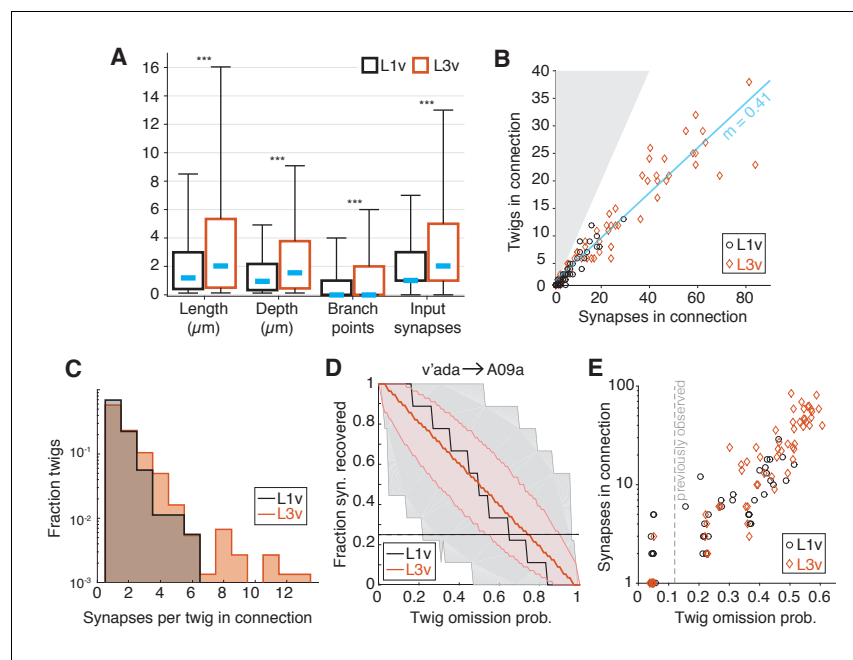 A
L1v
L3v
16
14
12
10
8
6
4
2
0
***
***
***
***
Length
(µm)
Depth
(µm)
Branch
points
Input
synapses
B
Twigs in connection
40
35
30
25
20
15
10
5
0
m = 0.41
L1v
L3v
0
20
40
60
80
Synapses in connection
C
Fraction twigs
10-1
10-2
10-3
L1v
L3v
2
4
6
8
10
12
Synapses per twig in connection
D
v'ada → A09a
Fraction syn. recovered
1
0.8
0.6
0.4
0.2
0
L1v
L3v
0
0.2
0.4
0.6
0.8
1
Twig omission prob.
E
Synapses in connection
100
10
1
previously observed
L1v
L3v
0
0.1
0.2
0.3
0.4
0.5
0.6
Twig omission prob.